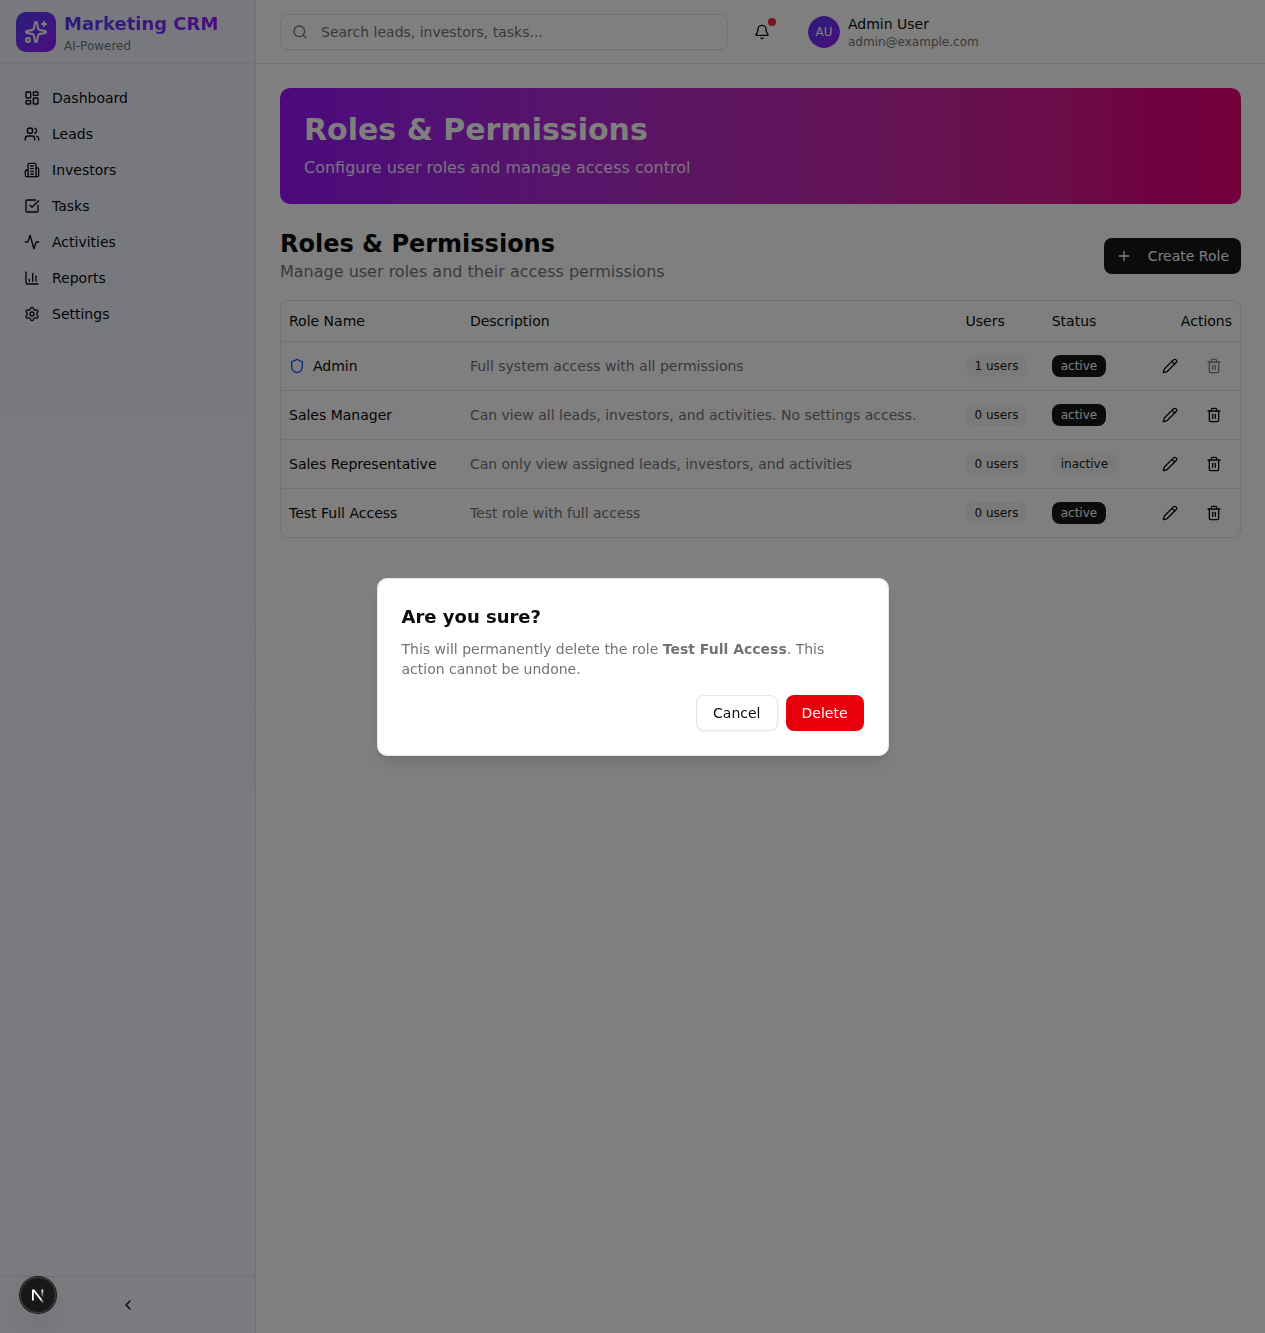 Marketing CRM
AI-Powered
Search leads, investors, tasks...
AU
Admin User
admin@example.com
Dashboard
Leads
Investors
Tasks
Activities
Reports
Settings
Roles & Permissions
Configure user roles and manage access control
Roles & Permissions
Manage user roles and their access permissions
Create Role
Role Name Description Users Status Actions
Admin Full system access with all permissions 1 users active
Sales Manager Can view all leads, investors, and activities. No settings access. 0 users active
Sales Representative Can only view assigned leads, investors, and activities 0 users inactive
Test Full Access Test role with full access 0 users active
Are you sure?
This will permanently delete the role Test Full Access. This
action cannot be undone.
Cancel Delete
N